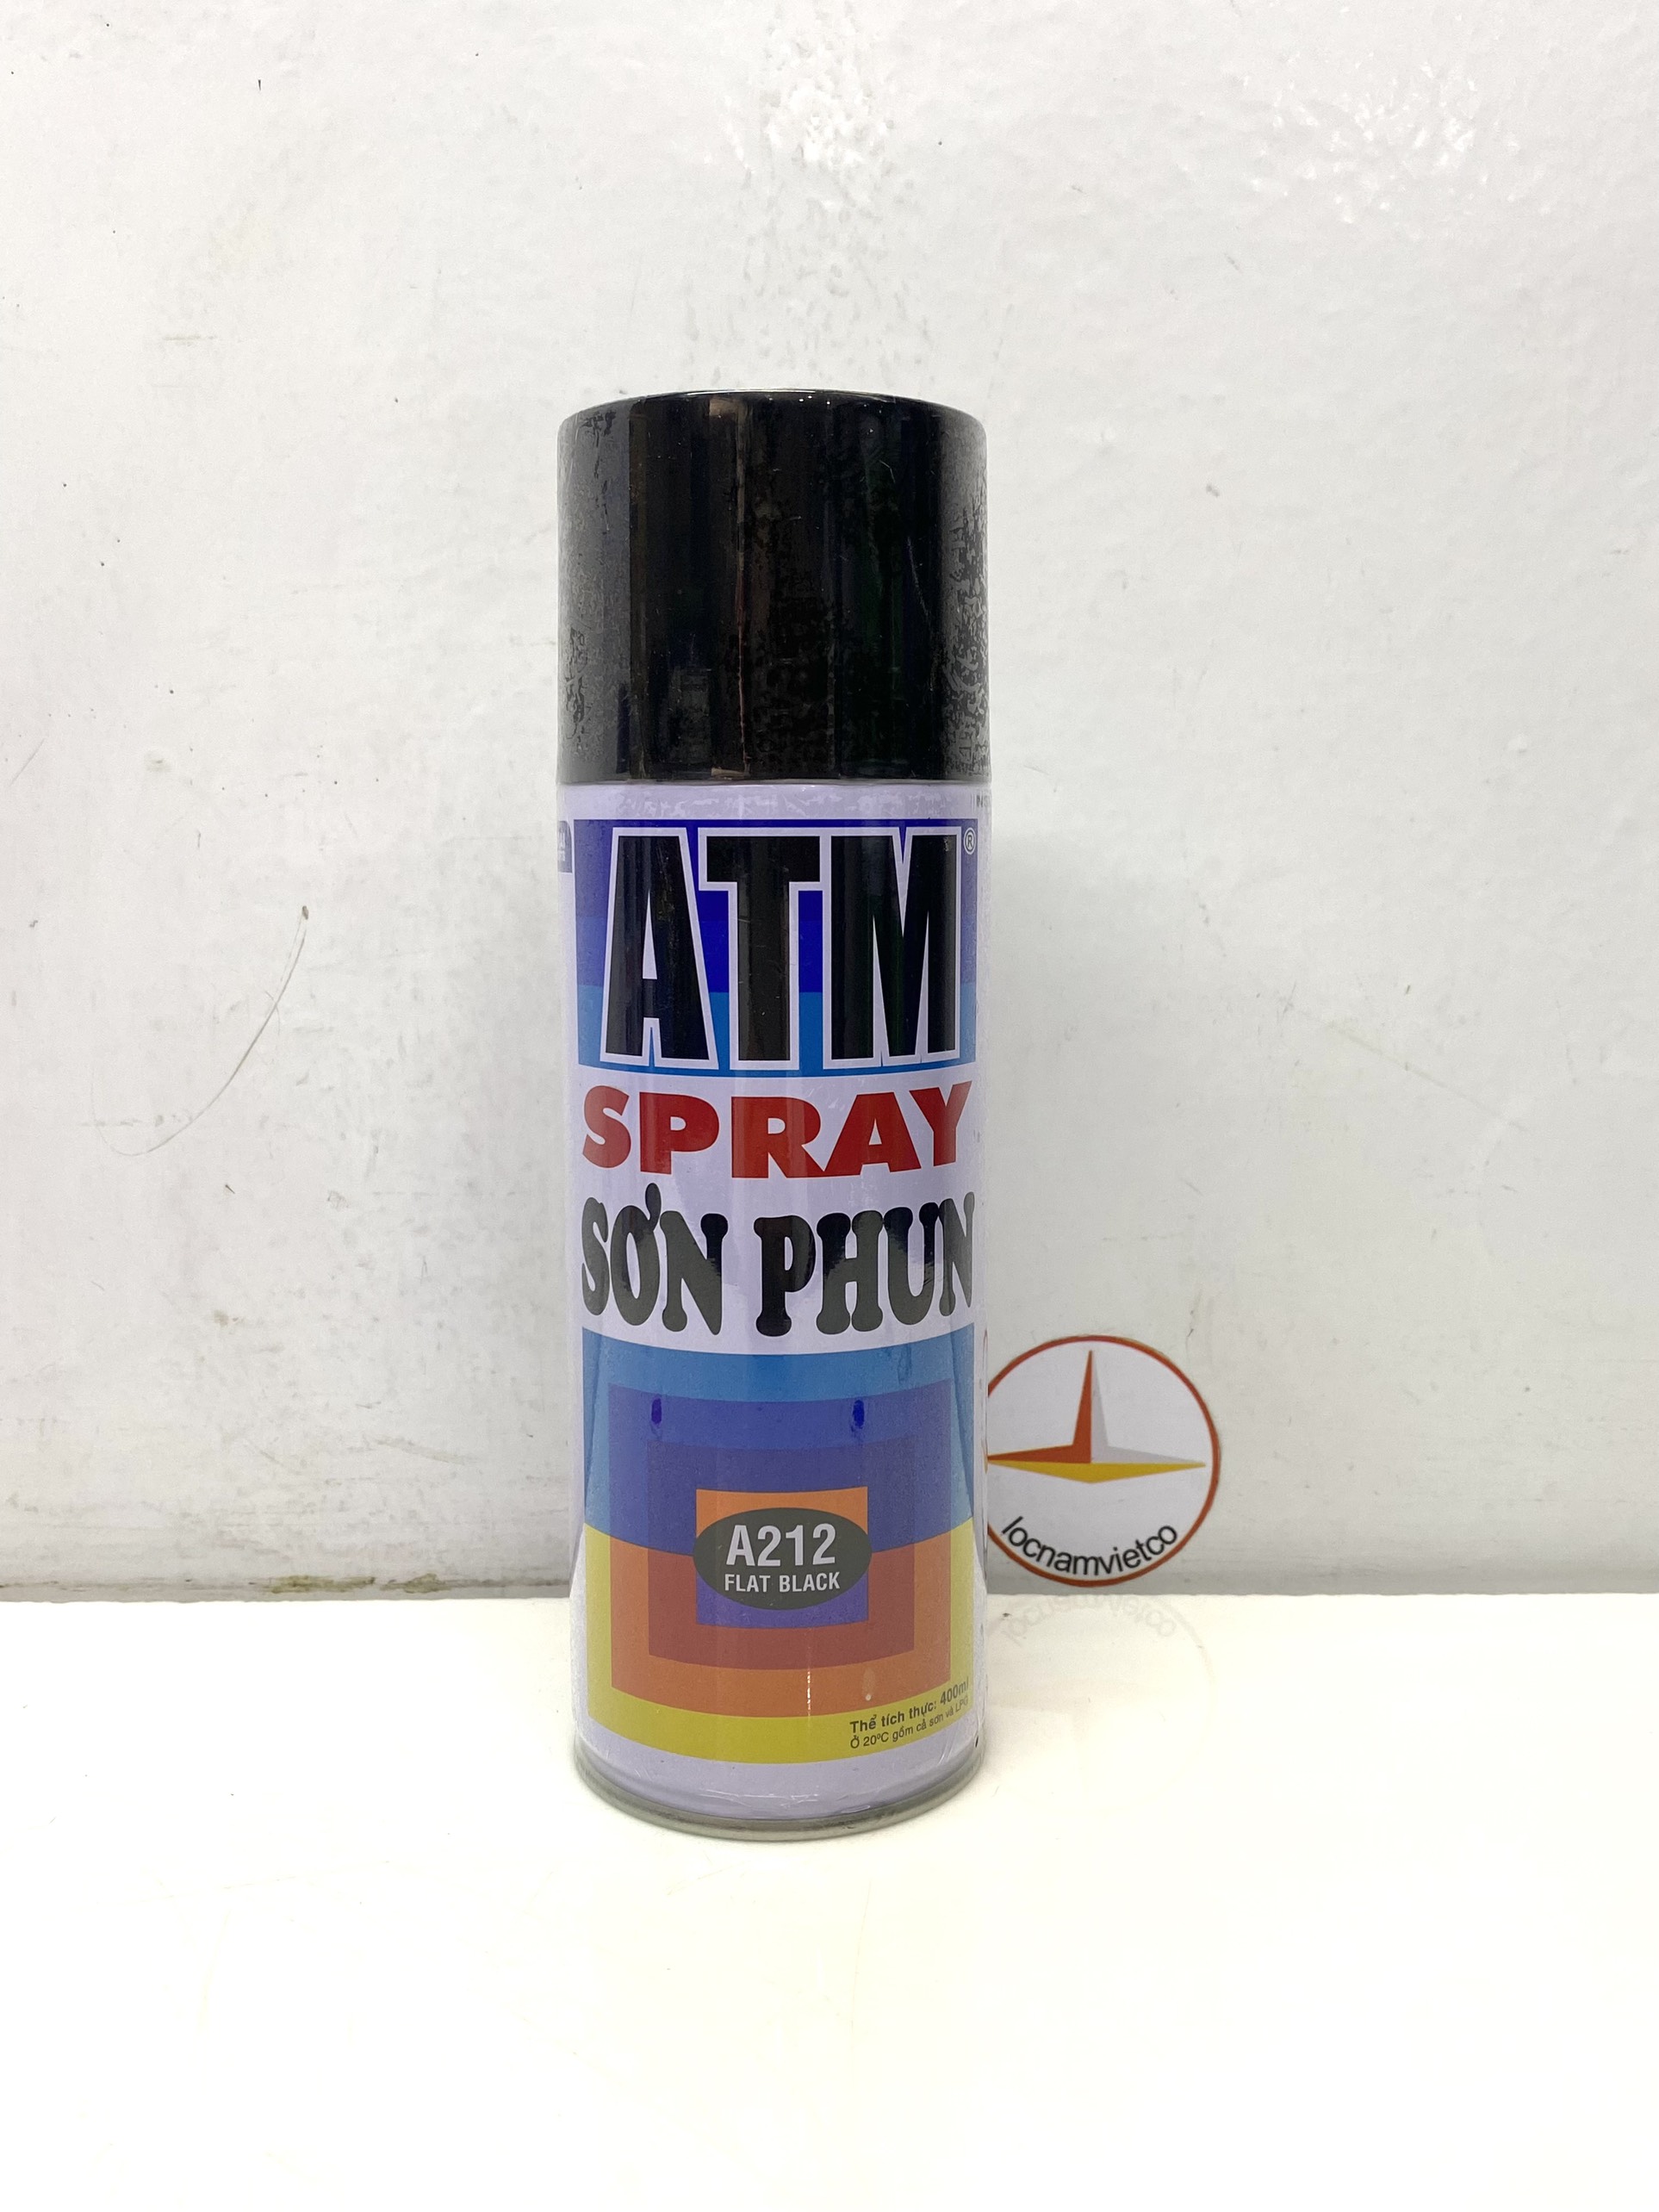 ATM®
SPRAY
SƠN PHUN
A212
FLAT BLACK
Thể tích thực: 400ml
Ở 20°C gồm cả sơn và LPG
locnamvietco